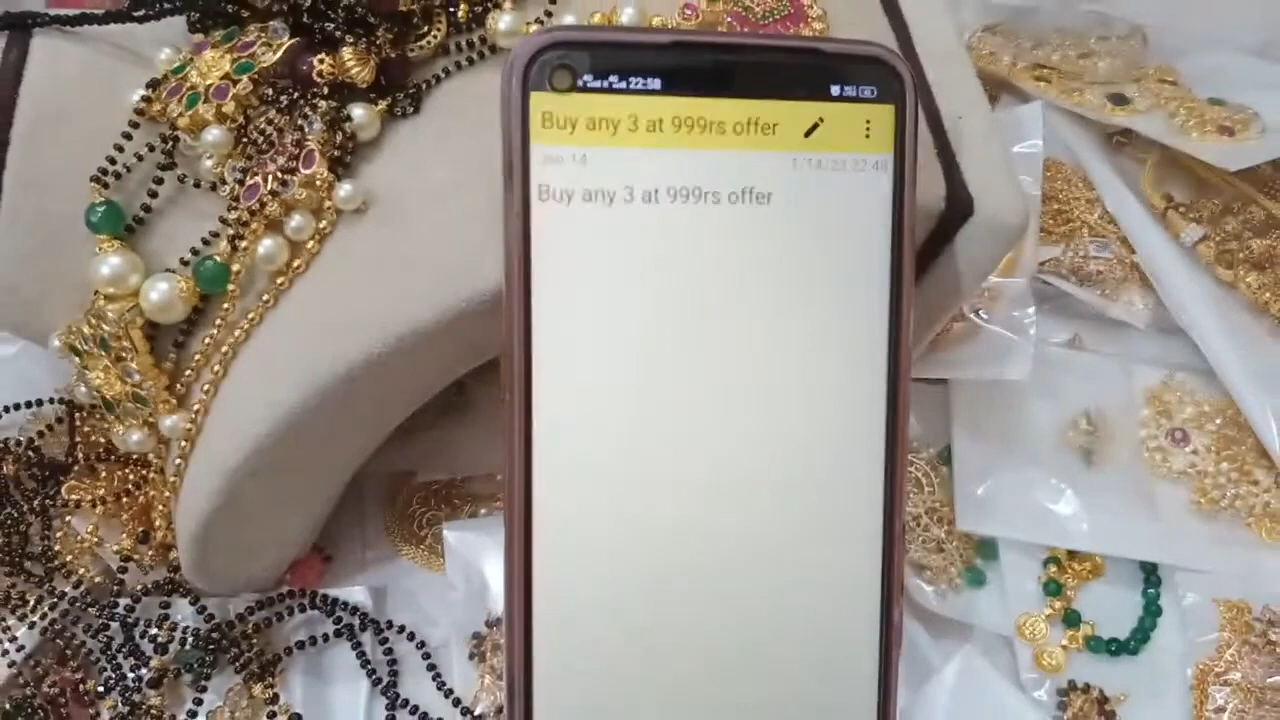 22:58
Buy any 3 at 999rs offer
Jan 14
1/14/23 22:48
Buy any 3 at 999rs offer